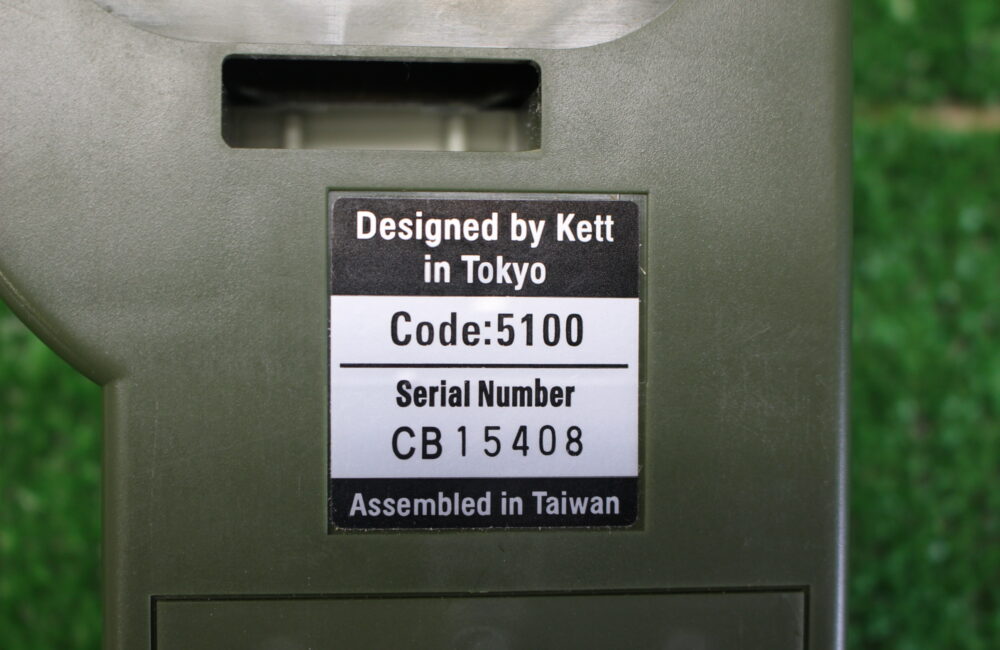 Designed by Kett
in Tokyo
Code:5100
Serial Number
CB 15408
Assembled in Taiwan